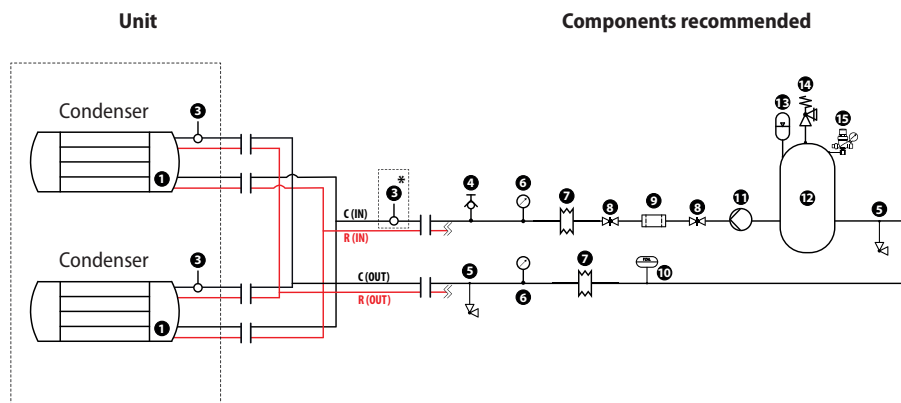 Unit
Components recommended
Condenser
3
1
3
*
4
6
7
8
9
8
11
13
14
15
12
5
C (IN)
R (IN)
Condenser
3
1
C (OUT)
R (OUT)
5
6
7
10